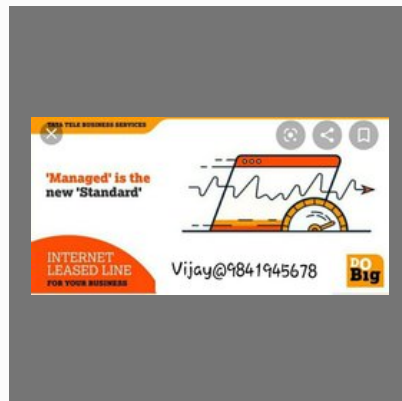 TATA TELE BUSINESS SERVICES
'Managed' is the
new 'Standard'
INTERNET
LEASED LINE
FOR YOUR BUSINESS
Vijay@9841945678
DO
Big